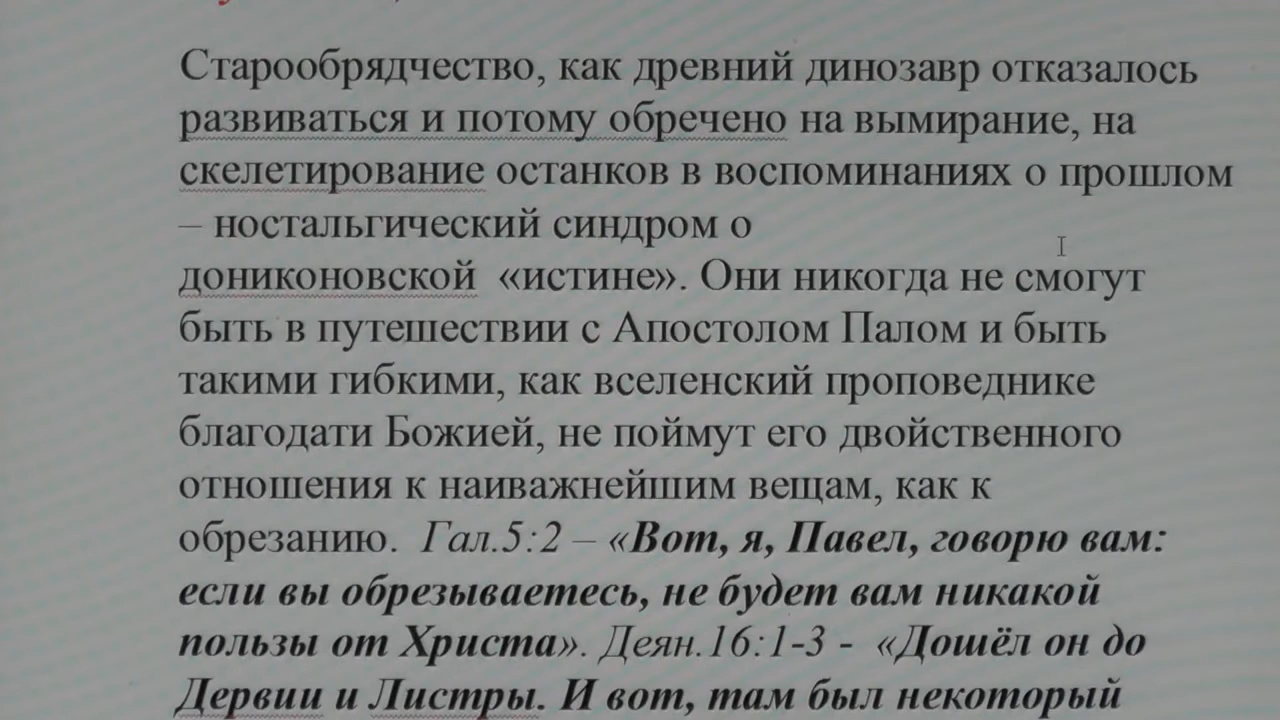 Старообрядчество, как древний динозавр отказалось
развиваться и потому обречено на вымирание, на
скелетирование останков в воспоминаниях о прошлом
– ностальгический синдром о
дониконовской «истине». Они никогда не смогут
быть в путешествии с Апостолом Палом и быть
такими гибкими, как вселенский проповеднике
благодати Божией, не поймут его двойственного
отношения к наиважнейшим вещам, как к
обрезанию. Гал.5:2 – «Вот, я, Павел, говорю вам:
если вы обрезываетесь, не будет вам никакой
пользы от Христа». Деян.16:1-3 - «Дошёл он до
Дервии и Листры. И вот, там был некоторый